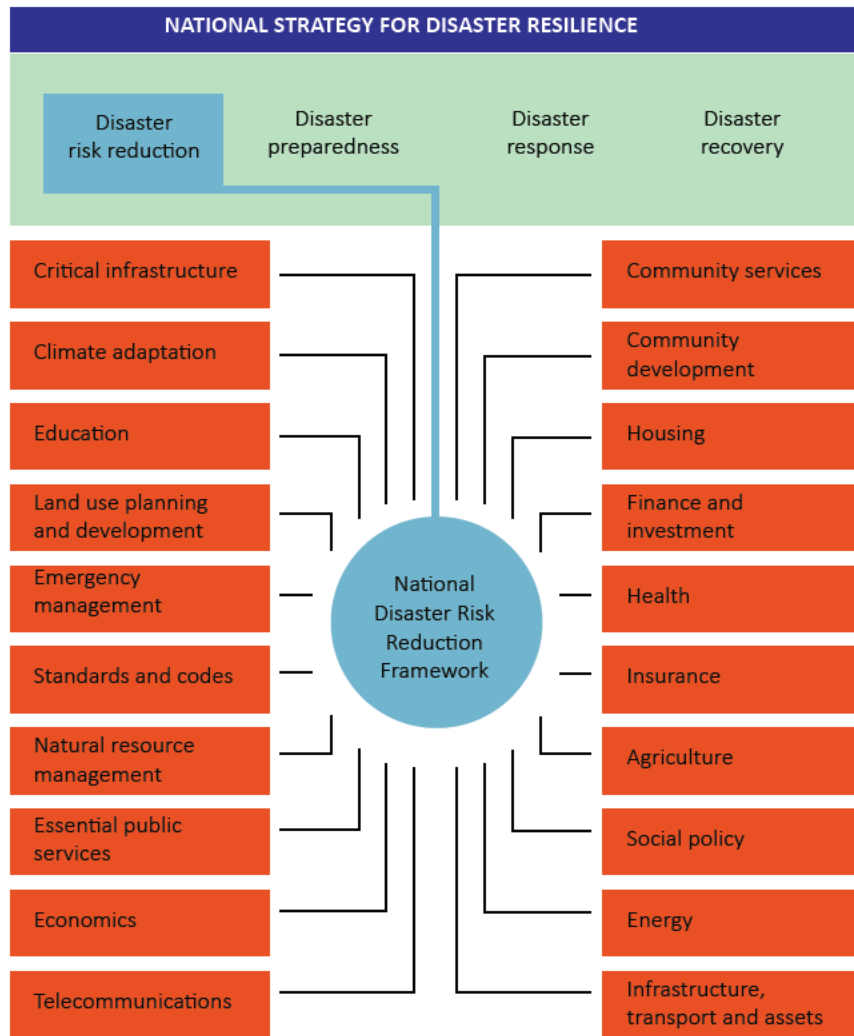 NATIONAL STRATEGY FOR DISASTER RESILIENCE
Disaster
risk reduction
Disaster
preparedness
Disaster
response
Disaster
recovery
Critical infrastructure
Climate adaptation
Education
Land use planning
and development
Emergency
management
Standards and codes
Natural resource
management
Essential public
services
Economics
Telecommunications
National
Disaster Risk
Reduction
Framework
Community services
Community
development
Housing
Finance and
investment
Health
Insurance
Agriculture
Social policy
Energy
Infrastructure,
transport and assets